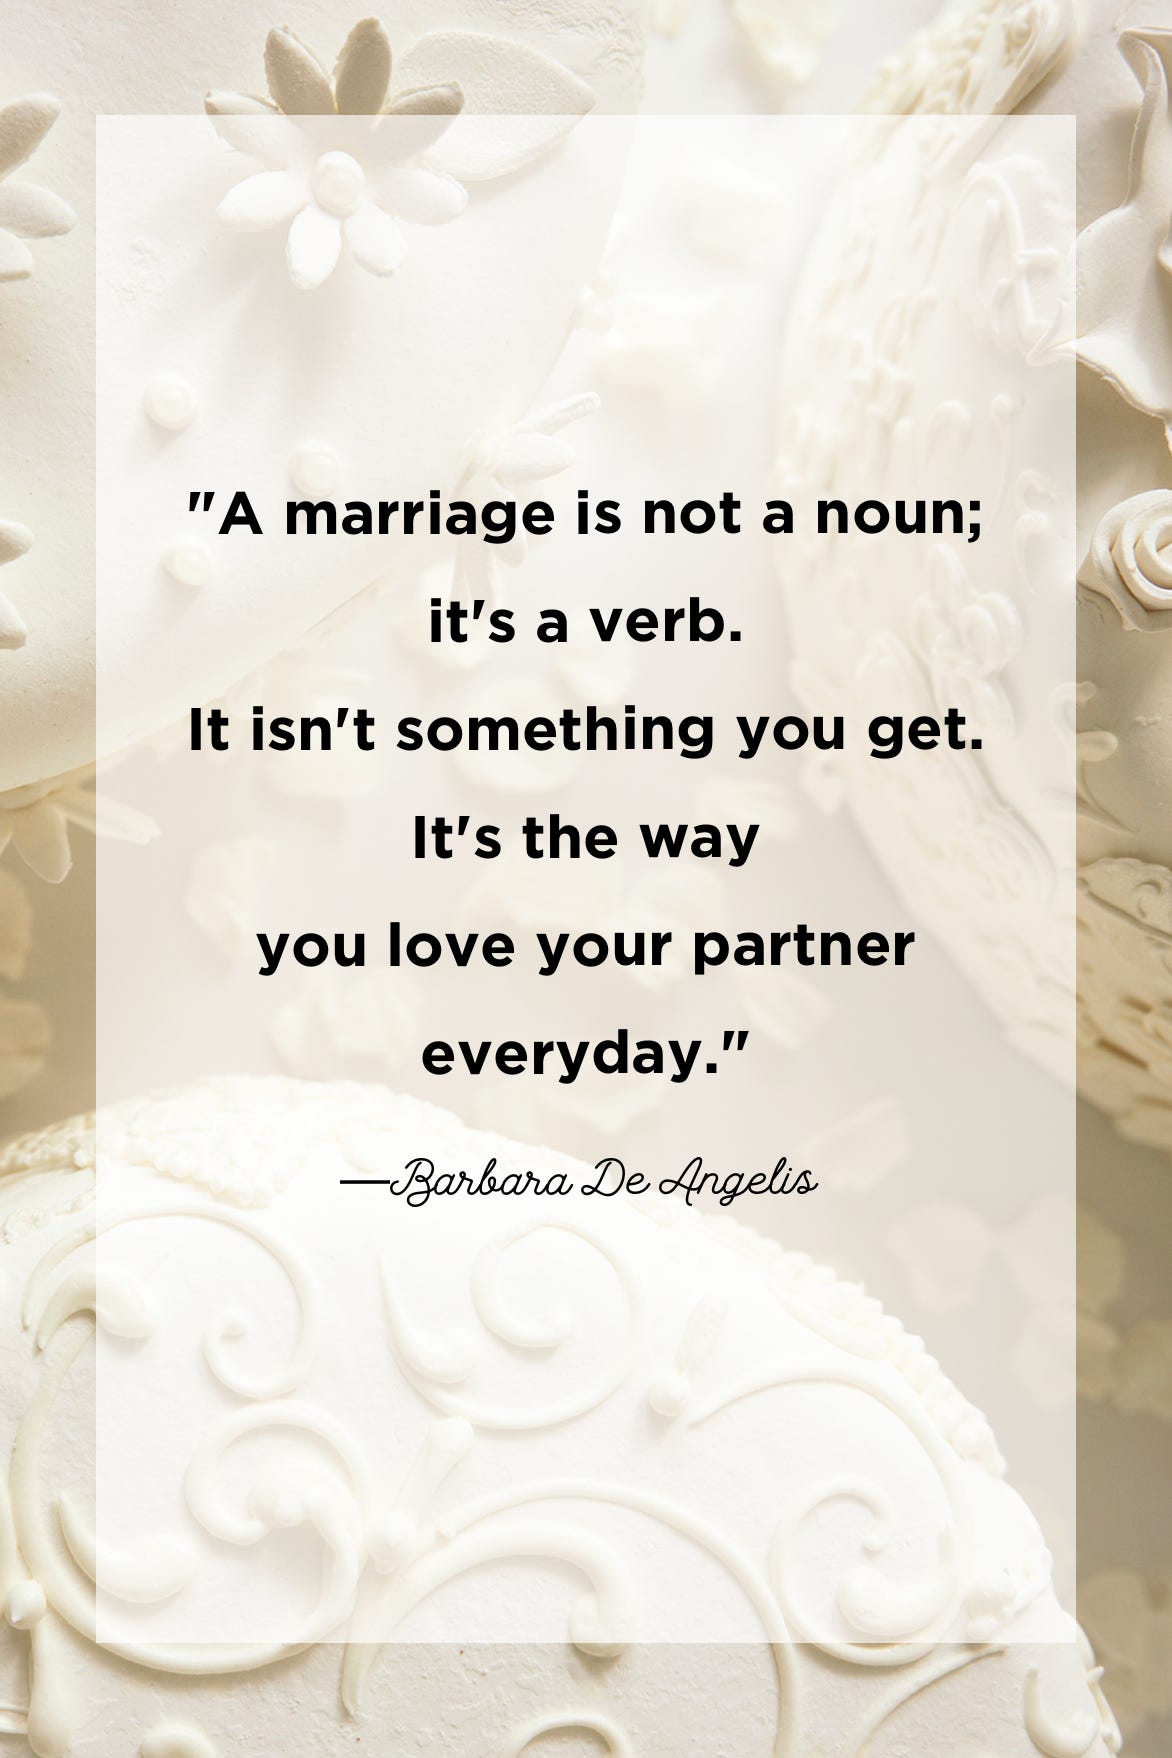 "A marriage is not a noun;
it's a verb.
It isn't something you get.
It's the way
you love your partner
everyday."
—Barbara De Angelis